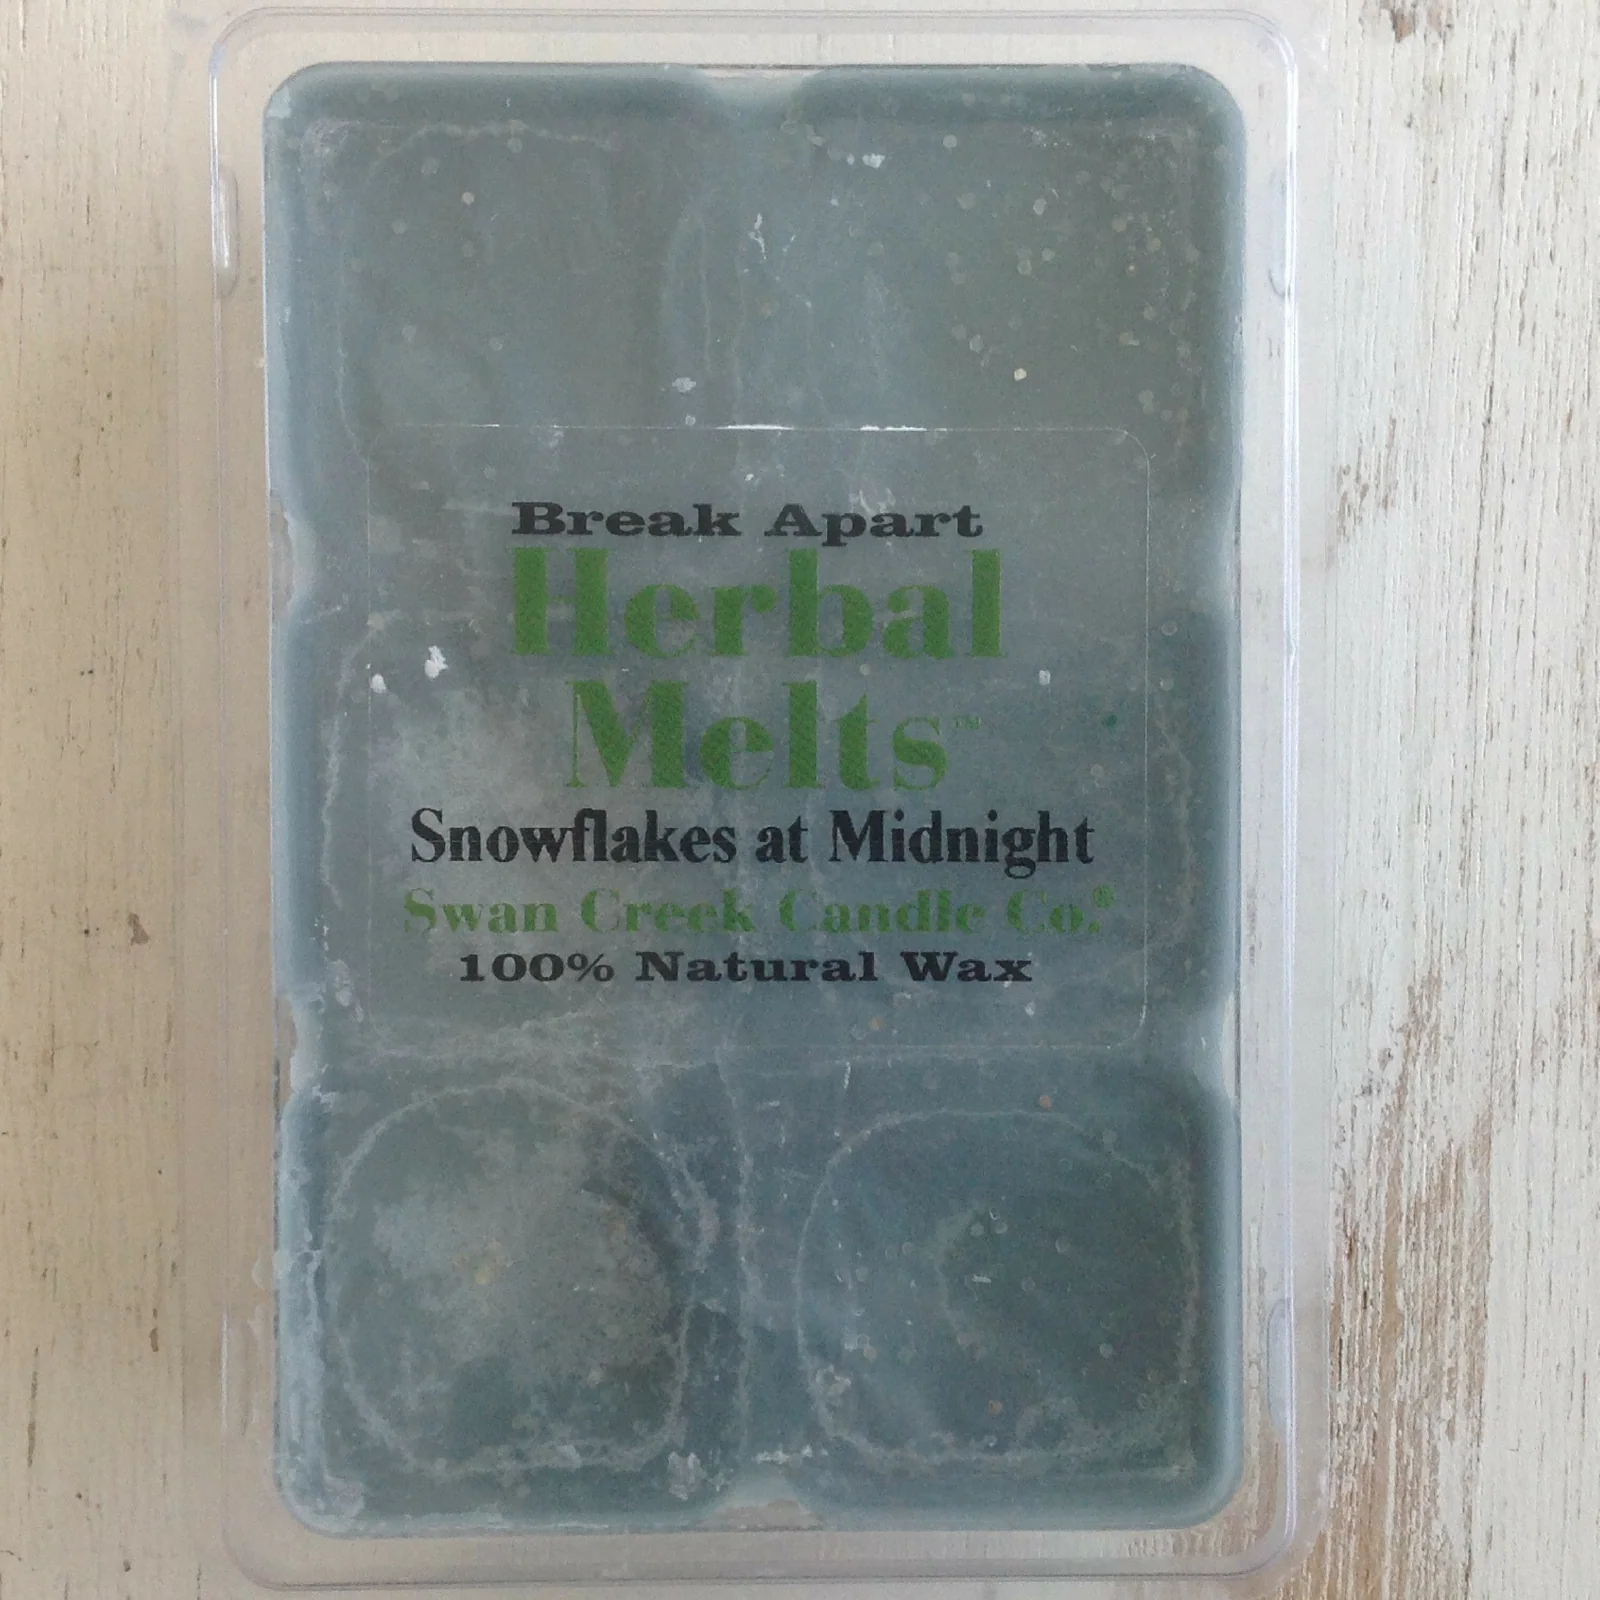 Break Apart
Herbal
Melts™
Snowflakes at Midnight
Swan Creek Candle Co.®
100% Natural Wax